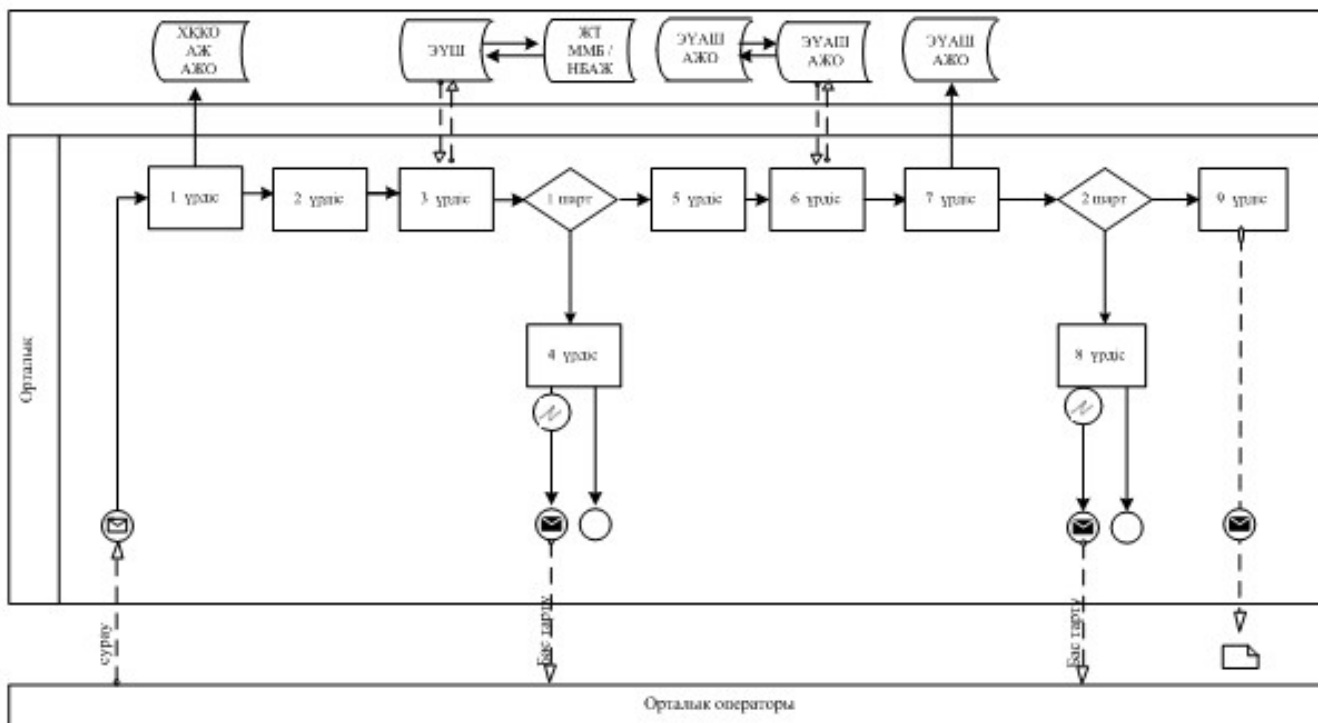 ХҚКО
АЖ
АЖО
ЭҮШ
ЖТ
ММБ /
НБАЖ
ЭҮАШ
АЖО
ЭҮАШ
АЖО
ЭҮАШ
АЖО
1 үрдіс
2 үрдіс
3 үрдіс
1 шарт
5 үрдіс
6 үрдіс
7 үрдіс
2 шарт
9 үрдіс
4 үрдіс
8 үрдіс
Орталық
сұрау
Бас тарту
Бас тарту
Орталық операторы